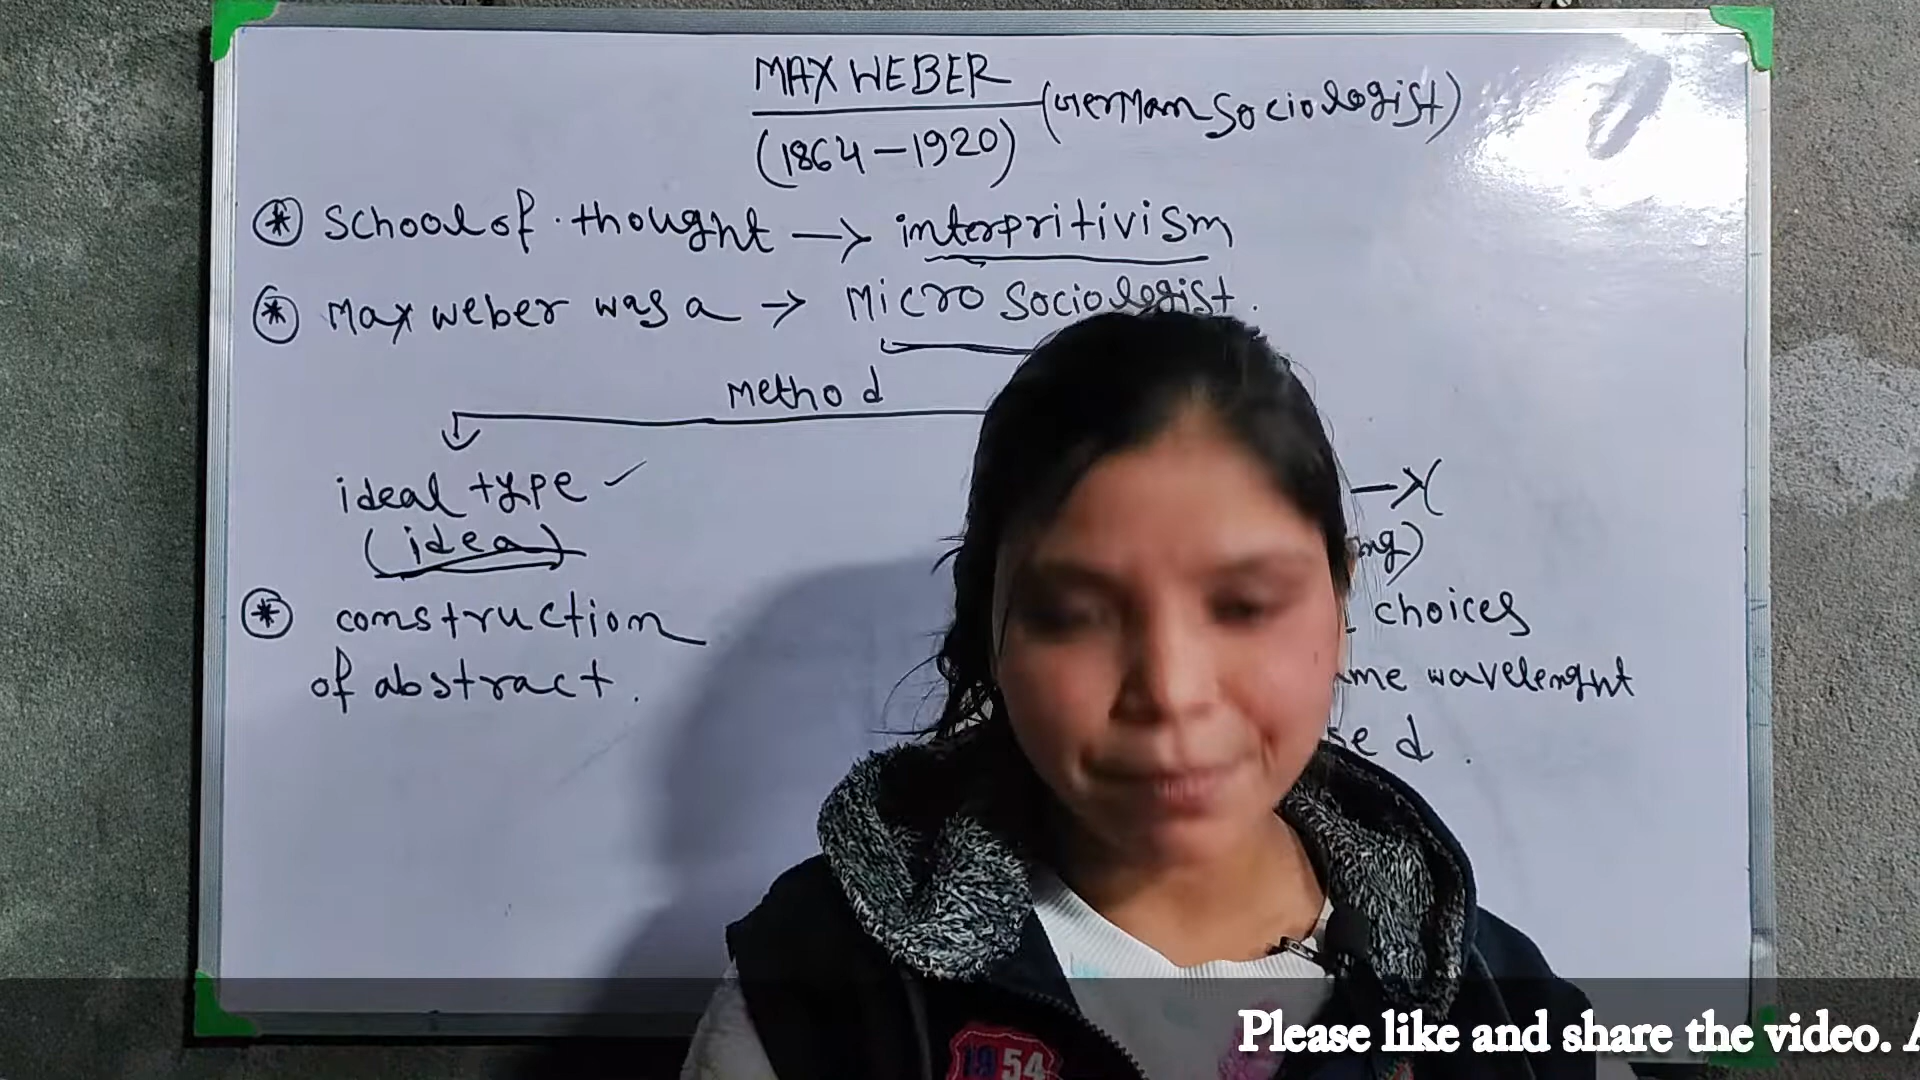 MAX WEBER
(German Sociologist)
(1864-1920)
* School of thought → interpritivism
* Max weber was a → Micro Sociologist.
Method
ideal type ✓
(idea)
* construction
of abstract.
choices
wavelenght
1954
Please like and share the video. A